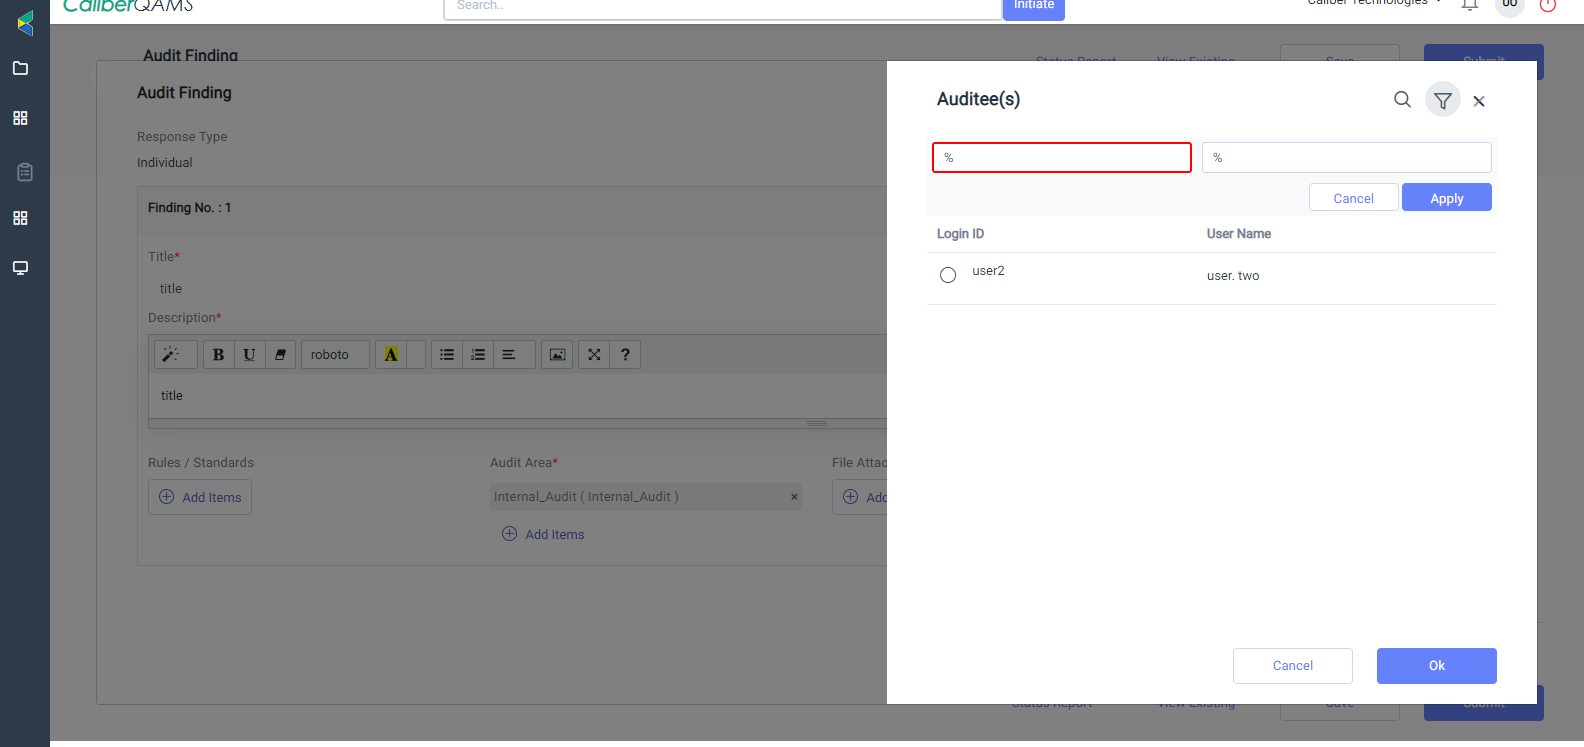 CaliberQAMS
Search..
Initiate
Caliber Technologies
00
Audit Finding
Status Report
View Existing
Save
Submit
Audit Finding
Response Type
Individual
Finding No. : 1
Title*
title
Description*
B U roboto A ?
title
Rules / Standards
Add Items
Audit Area*
Internal_Audit ( Internal_Audit ) ×
Add Items
File Attac
Add
Auditee(s)
%
%
Cancel
Apply
Login ID
User Name
user2
user. two
Cancel
Ok
Status Report
View Existing
Save
Submit